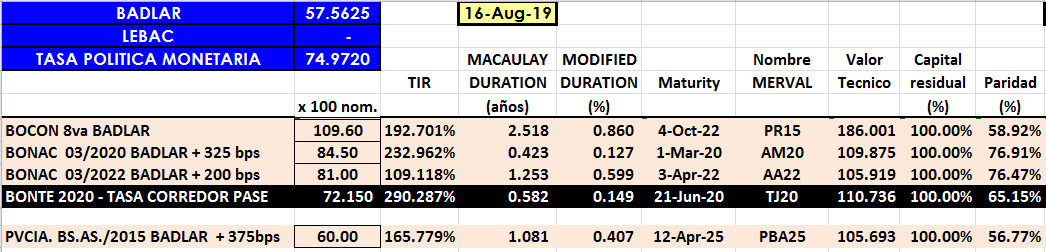 BADLAR 57.5625 16-Aug-19
LEBAC -
TASA POLITICA MONETARIA 74.9720 MACAULAY MODIFIED Nombre Valor Capital
TIR DURATION DURATION Maturity MERVAL Tecnico residual Paridad
x 100 nom. (años) (%) (%) (%)
BOCON 8va BADLAR 109.60 192.701% 2.518 0.860 4-Oct-22 PR15 186.001 100.00% 58.92%
BONAC 03/2020 BADLAR + 325 bps 84.50 232.962% 0.423 0.127 1-Mar-20 AM20 109.875 100.00% 76.91%
BONAC 03/2022 BADLAR + 200 bps 81.00 109.118% 1.253 0.599 3-Apr-22 AA22 105.919 100.00% 76.47%
BONTE 2020 - TASA CORREDOR PASE 72.150 290.287% 0.582 0.149 21-Jun-20 TJ20 110.736 100.00% 65.15%
PVCIA. BS.AS./2015 BADLAR + 375bps 60.00 165.779% 1.081 0.407 12-Apr-25 PBA25 105.693 100.00% 56.77%